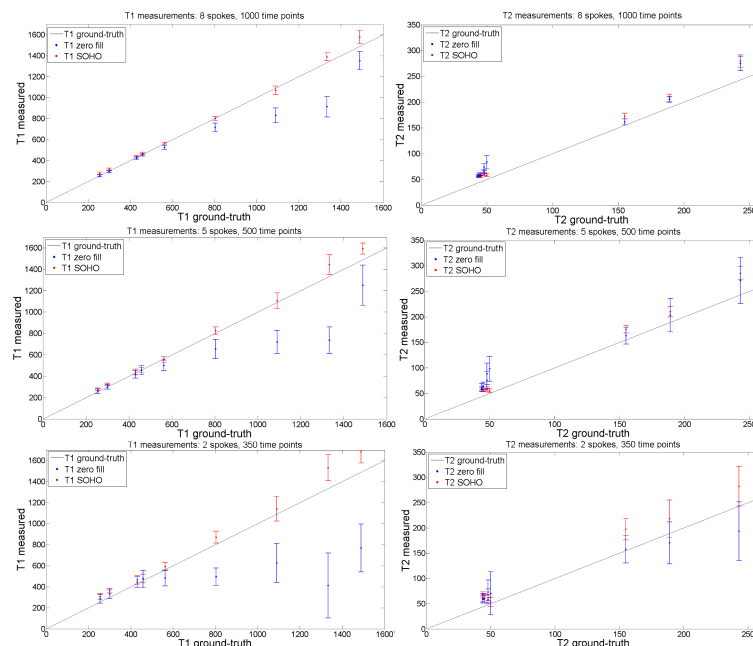 T1 measurements: 8 spokes, 1000 time points
T1 ground-truth
T1 zero fill
T1 SOHO
T1 measured
1600
1400
1200
1000
800
600
400
200
0
0 200 400 600 800 1000 1200 1400 1600
T1 ground-truth
T2 measurements: 8 spokes, 1000 time points
T2 ground-truth
T2 zero fill
T2 SOHO
T2 measured
350
300
250
200
150
100
50
0
0 50 100 150 200 250
T2 ground-truth
T1 measurements: 5 spokes, 500 time points
T1 ground-truth
T1 zero fill
T1 SOHO
T1 measured
1600
1400
1200
1000
800
600
400
200
0
0 200 400 600 800 1000 1200 1400 1600
T1 ground-truth
T2 measurements: 5 spokes, 500 time points
T2 ground-truth
T2 zero fill
T2 SOHO
T2 measured
350
300
250
200
150
100
50
0
0 50 100 150 200 250
T2 ground-truth
T1 measurements: 2 spokes, 350 time points
T1 ground-truth
T1 zero fill
T1 SOHO
T1 measured
1600
1400
1200
1000
800
600
400
200
0
0 200 400 600 800 1000 1200 1400 1600
T1 ground-truth
T2 measurements: 2 spokes, 350 time points
T2 ground-truth
T2 zero fill
T2 SOHO
T2 measured
350
300
250
200
150
100
50
0
0 50 100 150 200 250
T2 ground-truth